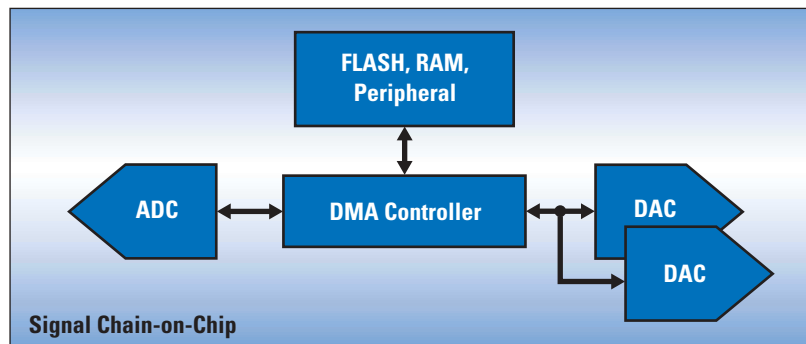 FLASH, RAM,
Peripheral
ADC
DMA Controller
DAC
DAC
Signal Chain-on-Chip